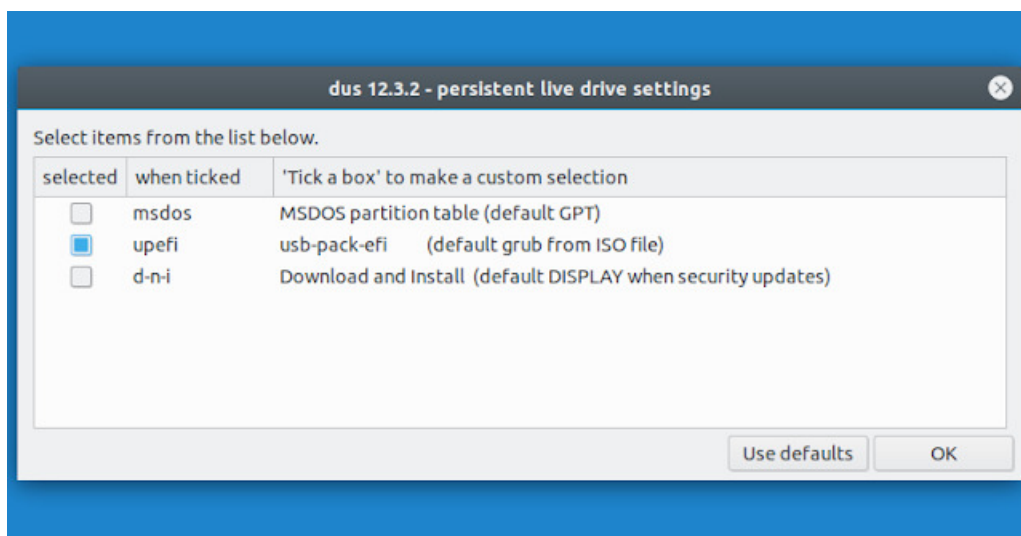 dus 12.3.2 - persistent live drive settings
Select items from the list below.
selected when ticked 'Tick a box' to make a custom selection
msdos MSDOS partition table (default GPT)
upefi usb-pack-efi (default grub from ISO file)
d-n-i Download and Install (default DISPLAY when security updates)
Use defaults OK